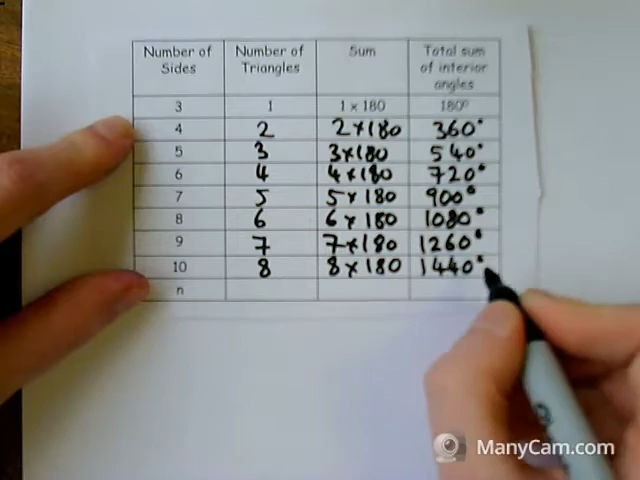 Number of Sides Number of Triangles Sum Total sum of interior angles
3 1 1 x 180 180°
4 2 2 x 180 360°
5 3 3 x 180 540°
6 4 4 x 180 720°
7 5 5 x 180 900°
8 6 6 x 180 1080°
9 7 7 x 180 1260°
10 8 8 x 180 1440°
n
ManyCam.com